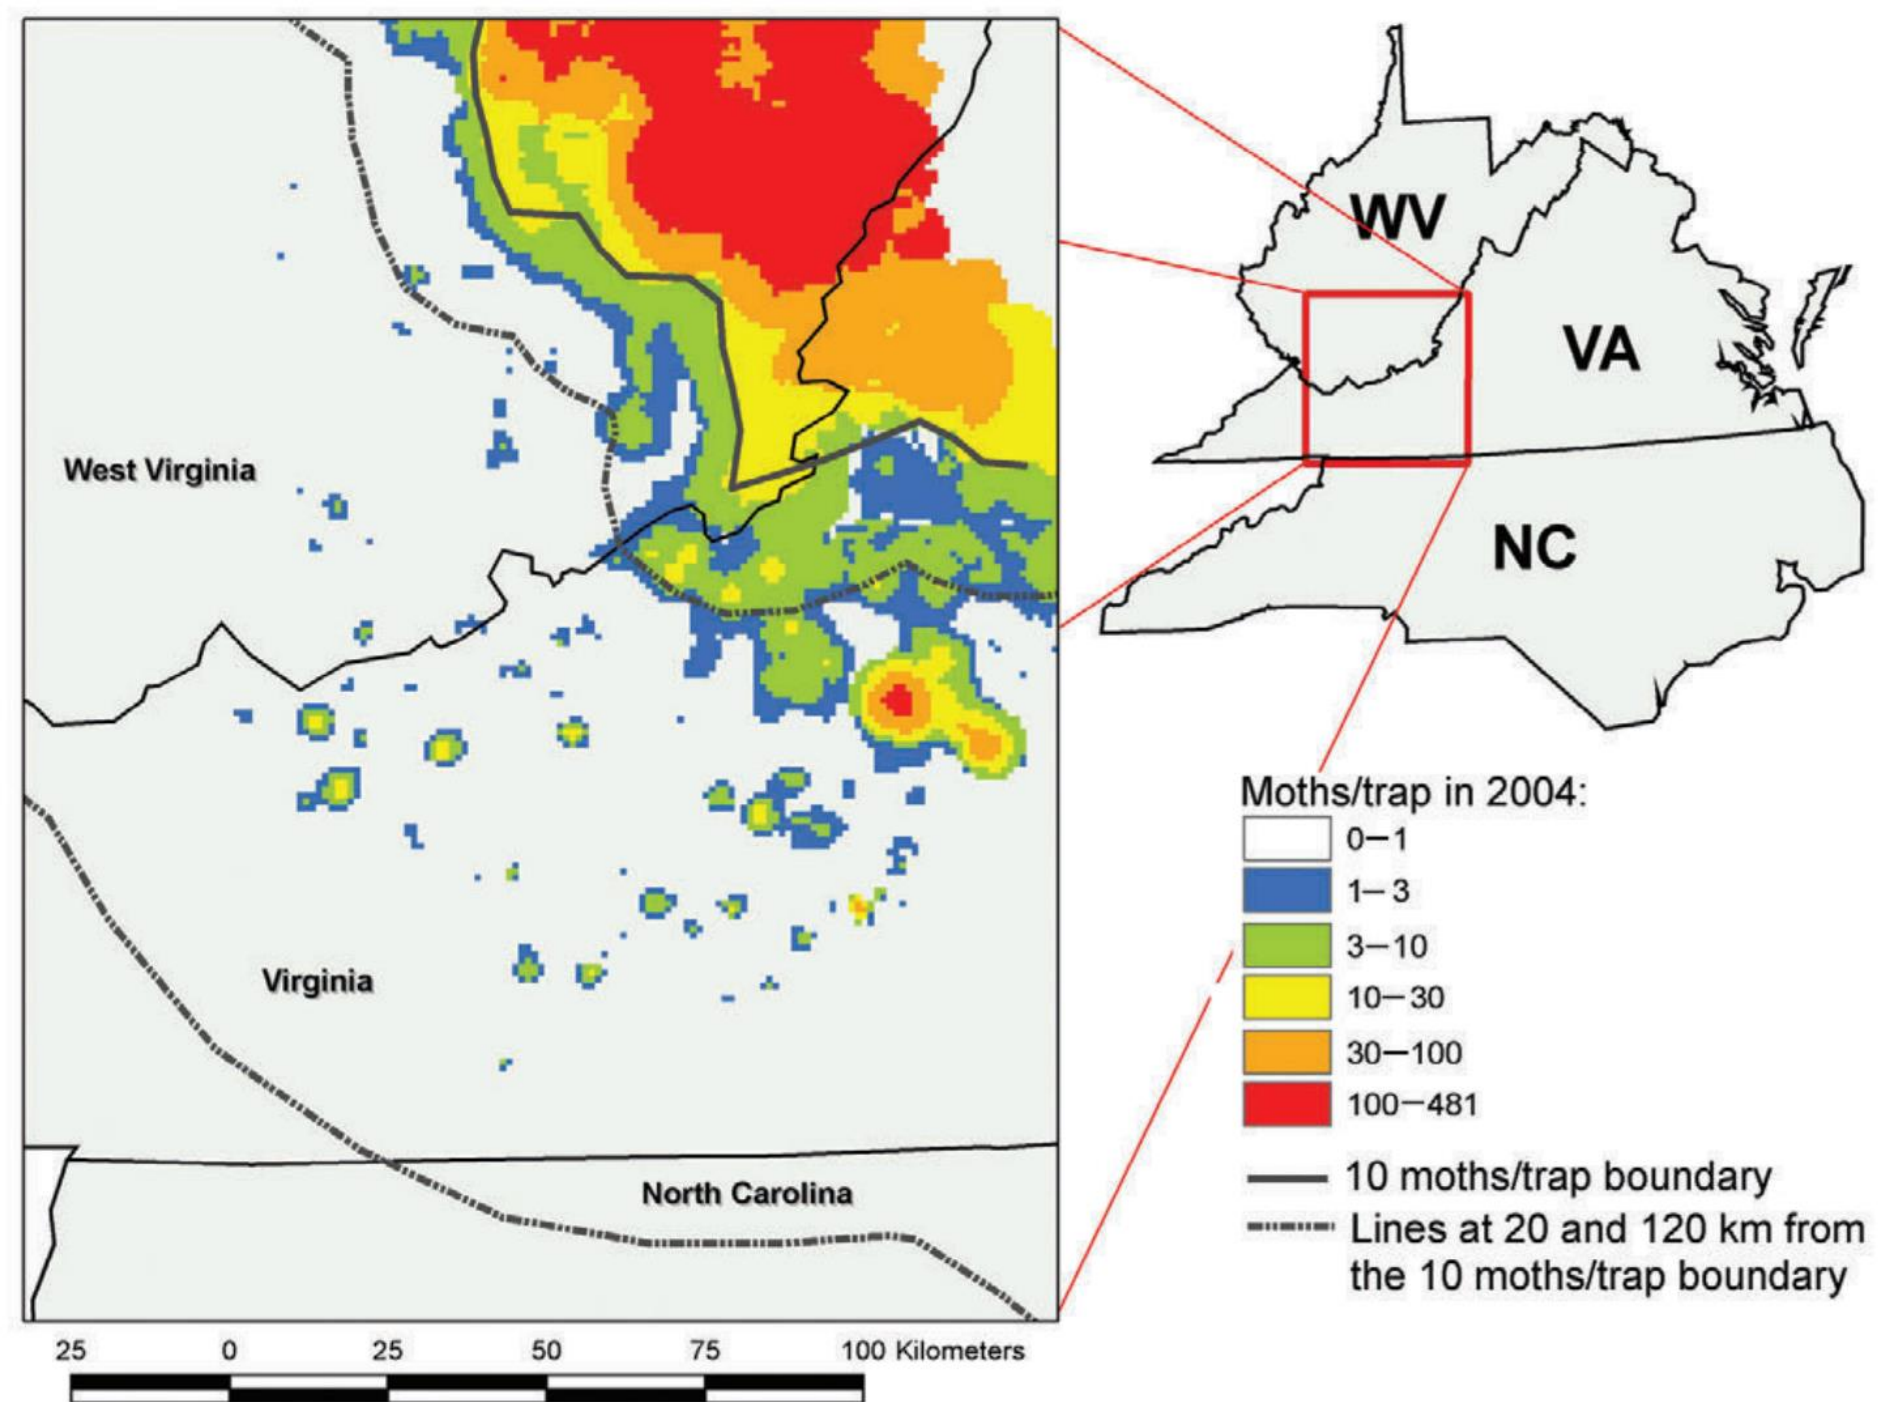 WV
VA
NC
West Virginia
Virginia
North Carolina
Moths/trap in 2004:
0–1
1–3
3–10
10–30
30–100
100–481
10 moths/trap boundary
Lines at 20 and 120 km from
the 10 moths/trap boundary
25 0 25 50 75 100 Kilometers